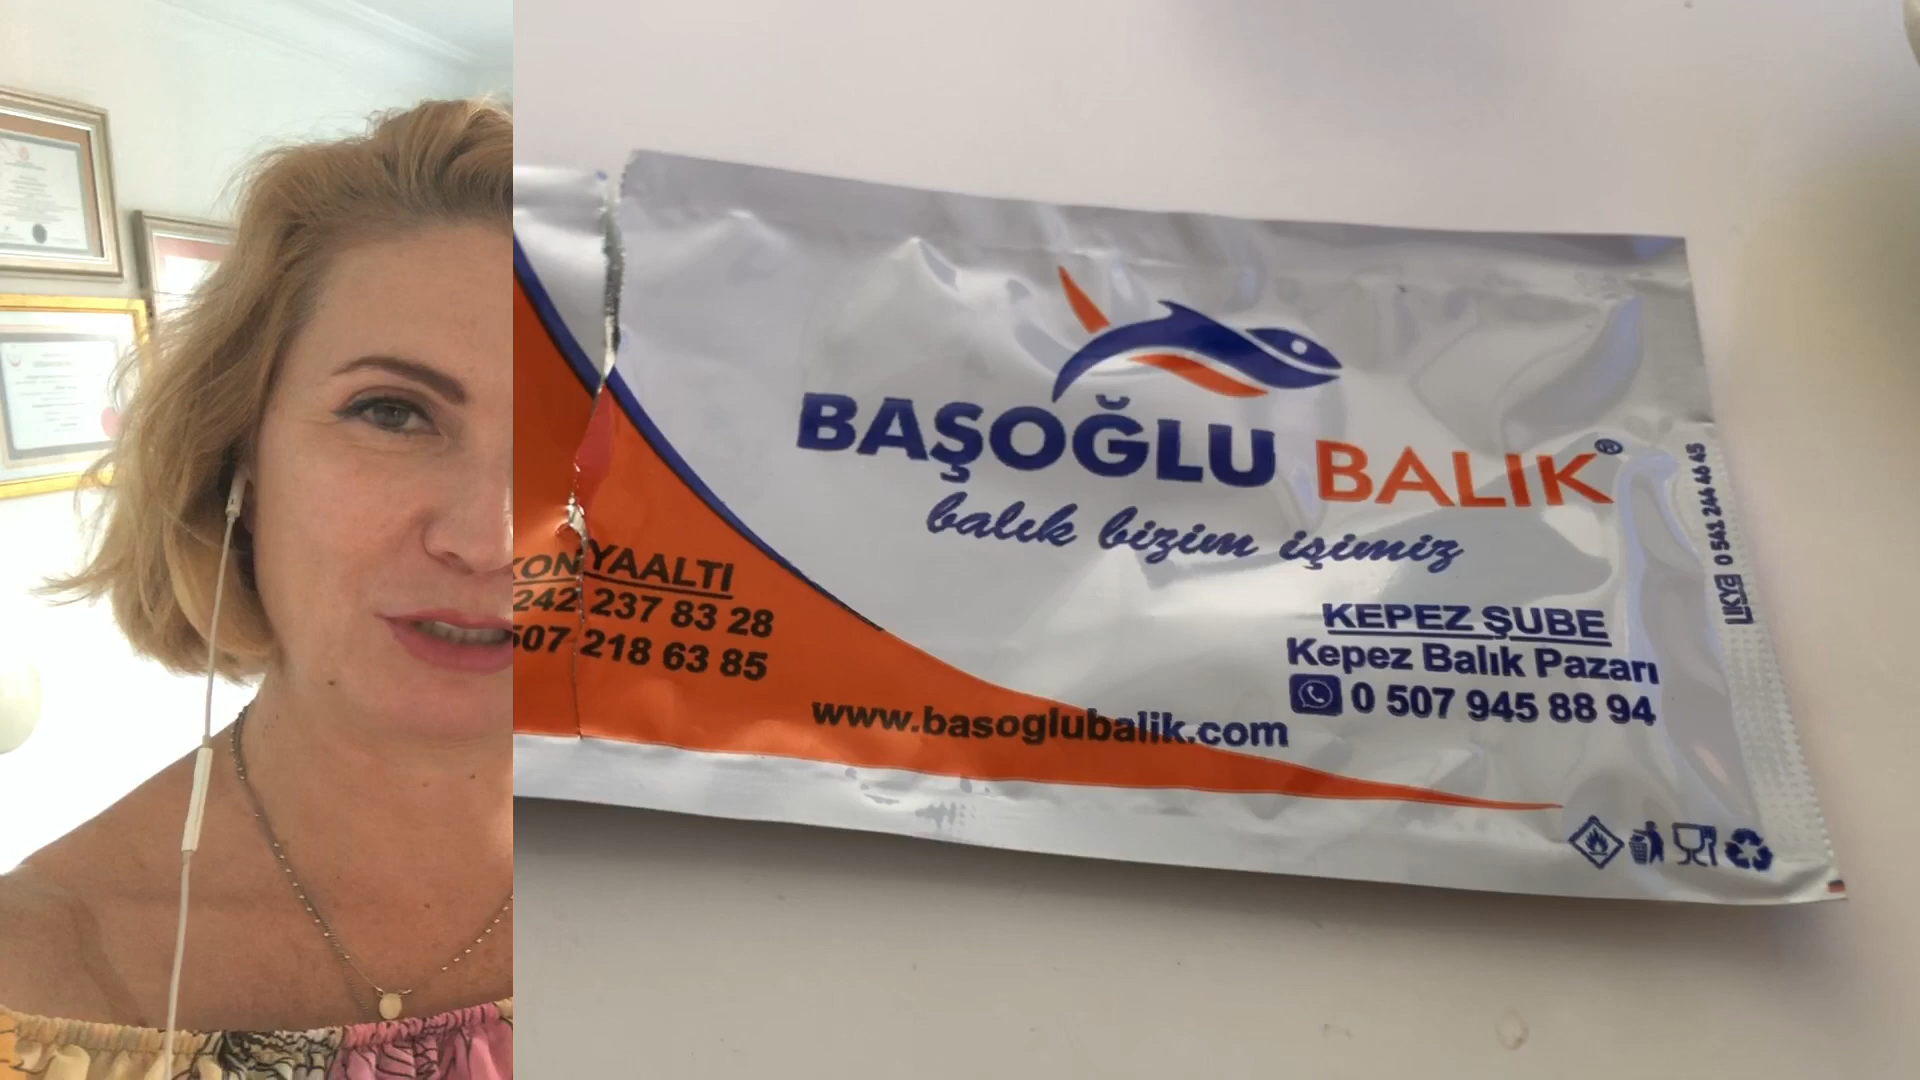 BAŞOĞLU BALIK®
balık bizim işimiz
KONYAALTI
242 237 83 28
507 218 63 85
www.basoglubalik.com
KEPEZ ŞUBE
Kepez Balık Pazarı
0 507 945 88 94
LİKYA 0 541 244 46 45